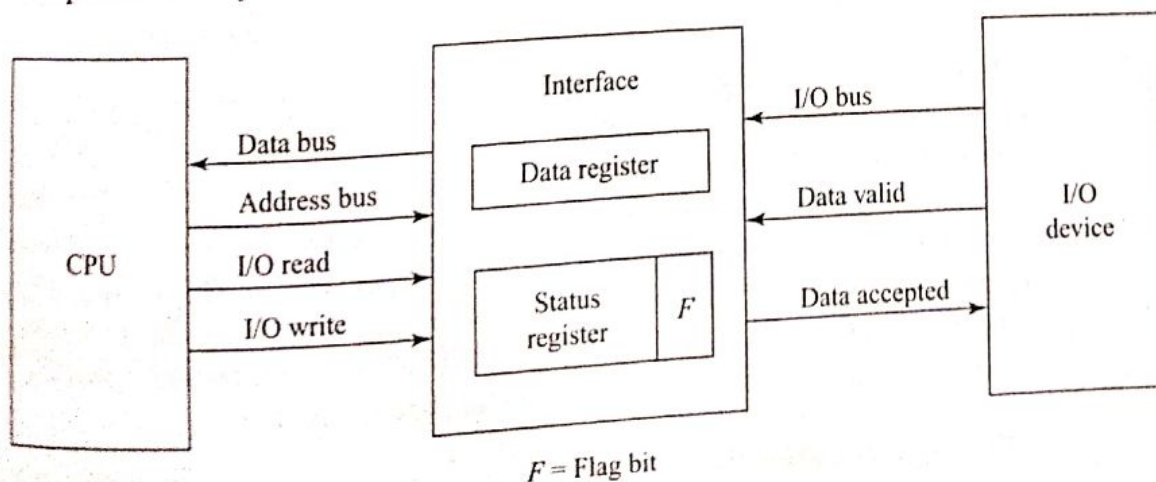 Interface
I/O bus
Data bus
Data register
Address bus
Data valid
I/O
device
CPU
I/O read
Status
register
F
Data accepted
I/O write
F = Flag bit